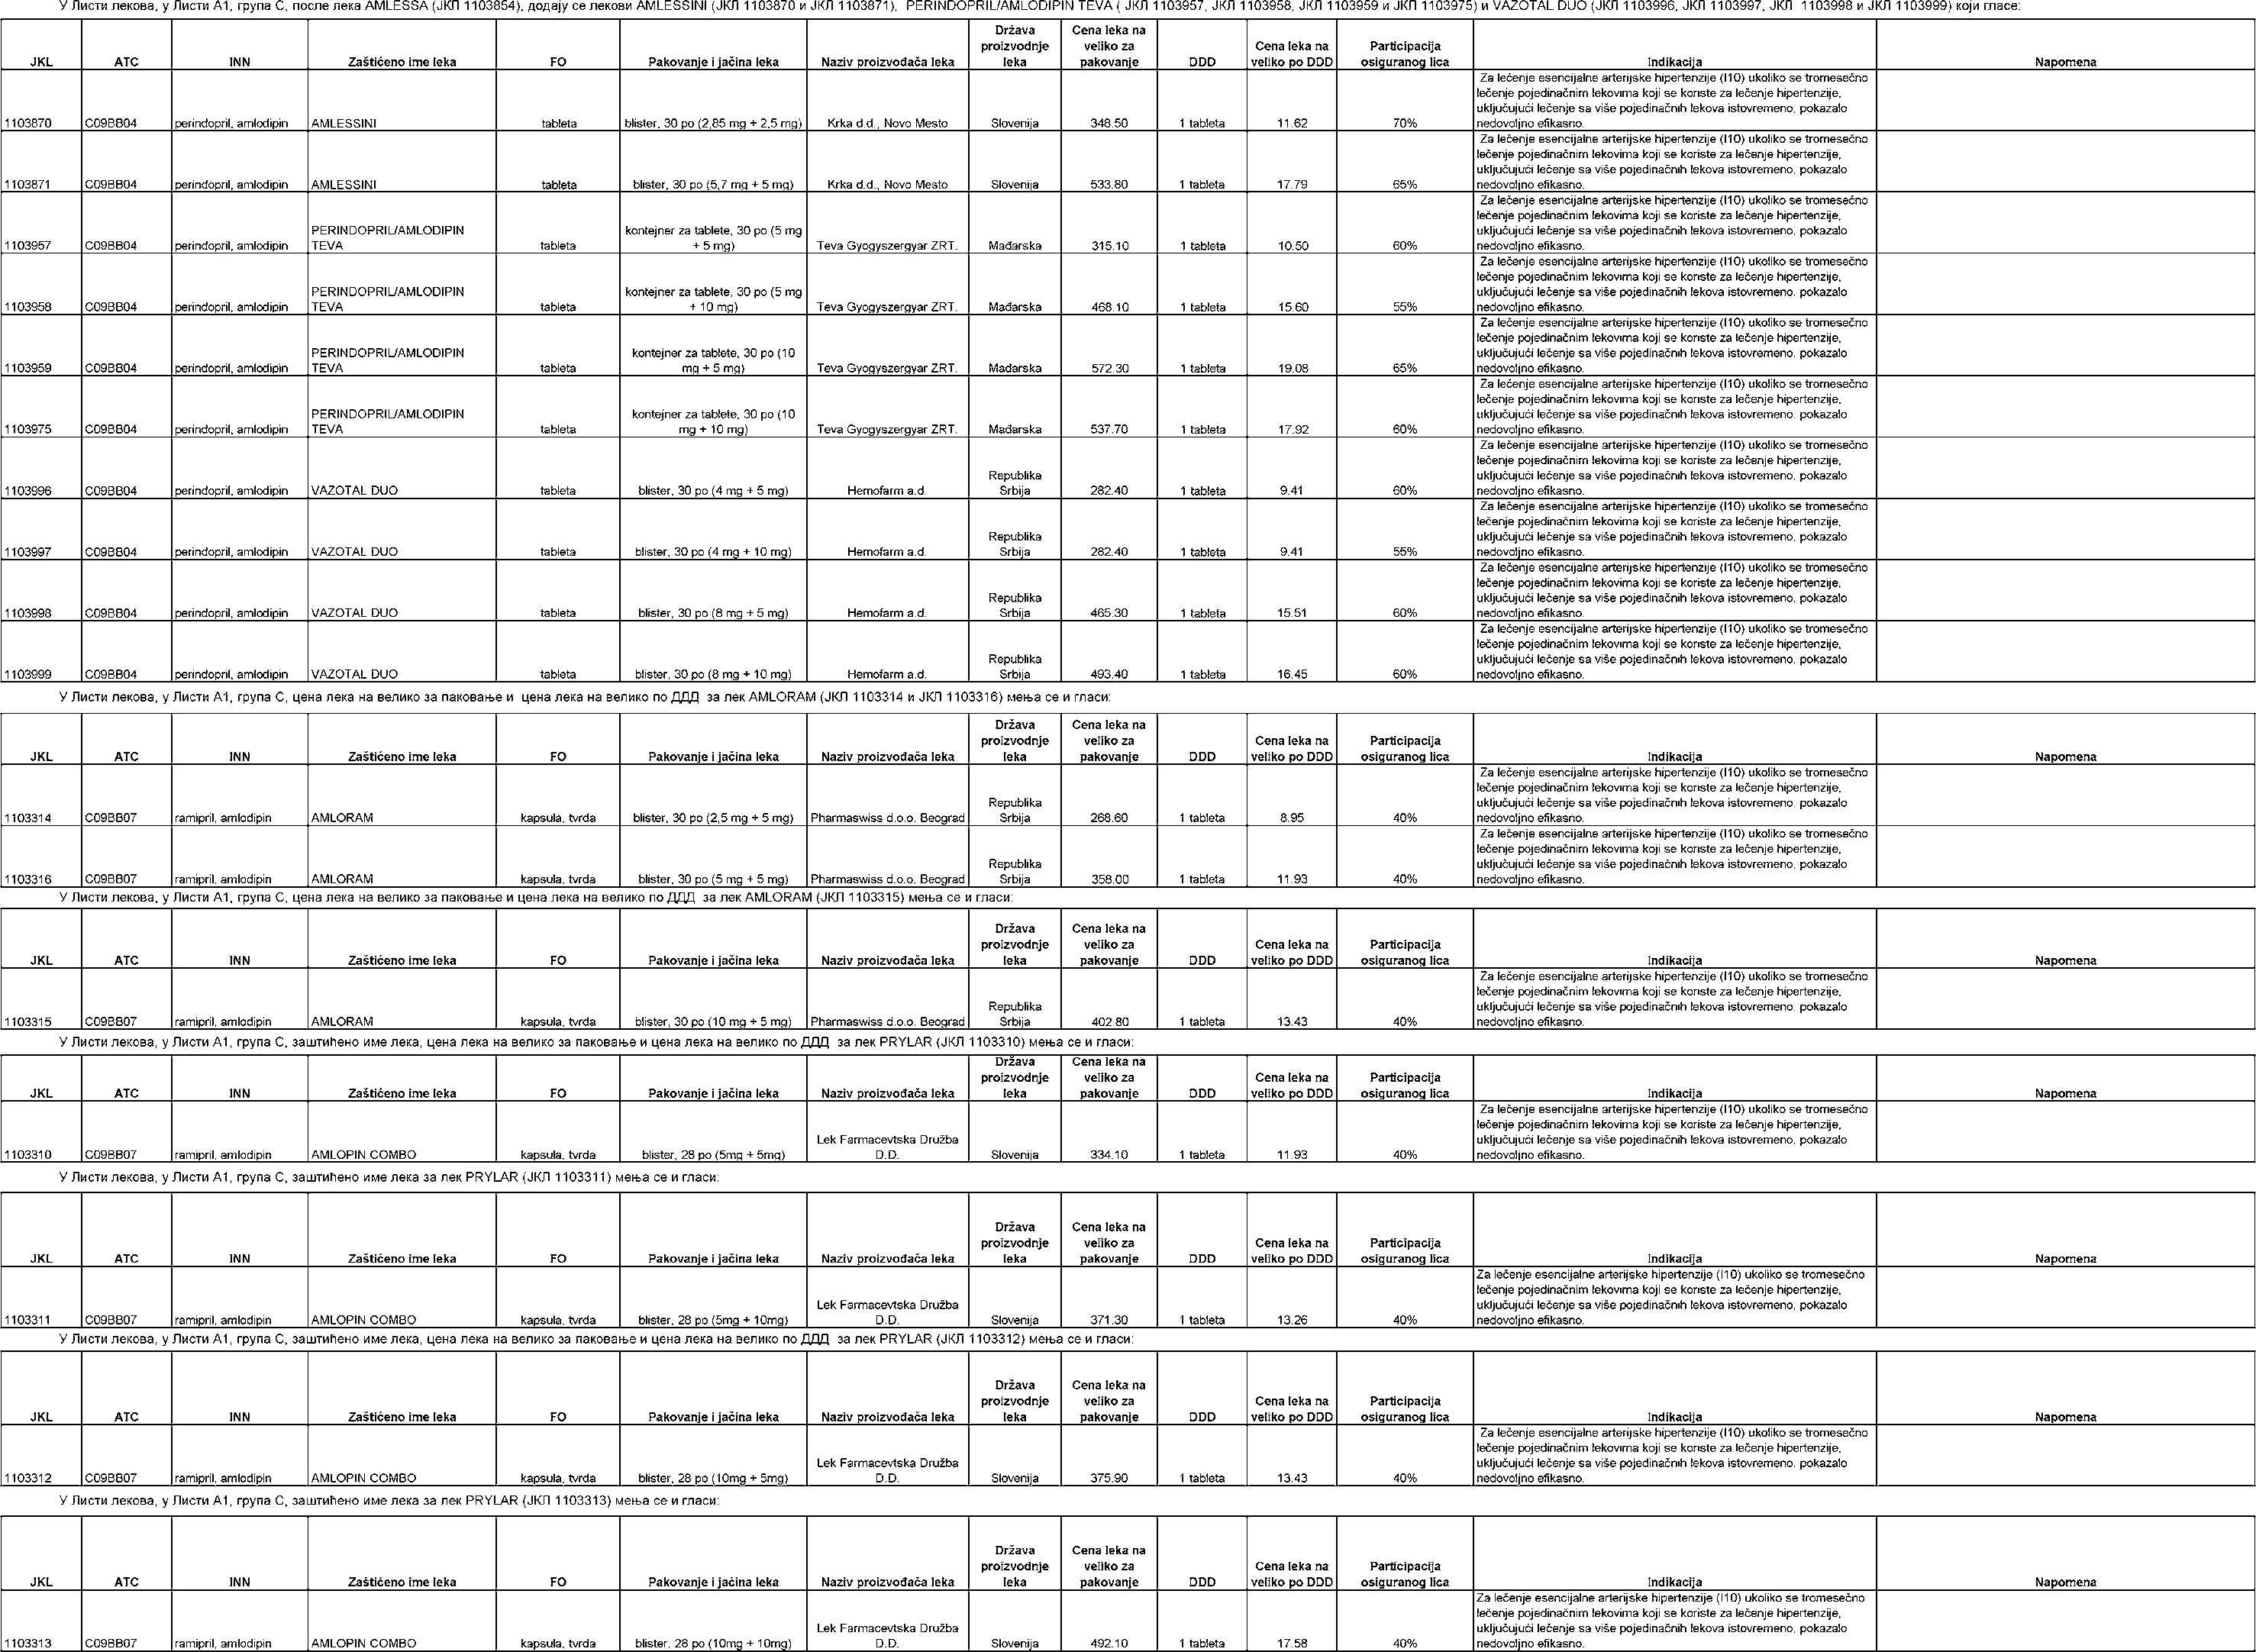 У Листи лекова, у Листи А1, група C, после лека AMLESSA (ЈКЛ 1103854), додају се лекови AMLESSINI (ЈКЛ 1103870 и ЈКЛ 1103871), PERINDOPRIL/AMLODIPIN TEVA ( ЈКЛ 1103957, ЈКЛ 1103958, ЈКЛ 1103959 и ЈКЛ 1103975) и VAZOTAL DUO (ЈКЛ 1103996, ЈКЛ 1103997, ЈКЛ 1103998 и ЈКЛ 1103999) који гласе:
JKL ATC INN Zaštićeno ime leka FO Pakovanje i jačina leka Naziv proizvođača leka Država proizvodnje leka Cena leka na veliko za pakovanje DDD Cena leka na veliko po DDD Participacija osiguranog lica Indikacija Napomena
1103870 C09BB04 perindopril, amlodipin AMLESSINI tableta blister, 30 po (2,85 mg + 2,5 mg) Krka d.d., Novo Mesto Slovenija 348.50 1 tableta 11.62 70% Za lečenje esencijalne arterijske hipertenzije (I10) ukoliko se tromesečno lečenje pojedinačnim lekovima koji se koriste za lečenje hipertenzije, uključujući lečenje sa više pojedinačnih lekova istovremeno, pokazalo nedovoljno efikasno.
1103871 C09BB04 perindopril, amlodipin AMLESSINI tableta blister, 30 po (5,7 mg + 5 mg) Krka d.d., Novo Mesto Slovenija 533.80 1 tableta 17.79 65% Za lečenje esencijalne arterijske hipertenzije (I10) ukoliko se tromesečno lečenje pojedinačnim lekovima koji se koriste za lečenje hipertenzije, uključujući lečenje sa više pojedinačnih lekova istovremeno, pokazalo nedovoljno efikasno.
1103957 C09BB04 perindopril, amlodipin PERINDOPRIL/AMLODIPIN TEVA tableta kontejner za tablete, 30 po (5 mg + 5 mg) Teva Gyogyszergyar ZRT. Mađarska 315.10 1 tableta 10.50 60% Za lečenje esencijalne arterijske hipertenzije (I10) ukoliko se tromesečno lečenje pojedinačnim lekovima koji se koriste za lečenje hipertenzije, uključujući lečenje sa više pojedinačnih lekova istovremeno, pokazalo nedovoljno efikasno.
1103958 C09BB04 perindopril, amlodipin PERINDOPRIL/AMLODIPIN TEVA tableta kontejner za tablete, 30 po (5 mg + 10 mg) Teva Gyogyszergyar ZRT. Mađarska 468.10 1 tableta 15.60 55% Za lečenje esencijalne arterijske hipertenzije (I10) ukoliko se tromesečno lečenje pojedinačnim lekovima koji se koriste za lečenje hipertenzije, uključujući lečenje sa više pojedinačnih lekova istovremeno, pokazalo nedovoljno efikasno.
1103959 C09BB04 perindopril, amlodipin PERINDOPRIL/AMLODIPIN TEVA tableta kontejner za tablete, 30 po (10 mg + 5 mg) Teva Gyogyszergyar ZRT. Mađarska 572.30 1 tableta 19.08 65% Za lečenje esencijalne arterijske hipertenzije (I10) ukoliko se tromesečno lečenje pojedinačnim lekovima koji se koriste za lečenje hipertenzije, uključujući lečenje sa više pojedinačnih lekova istovremeno, pokazalo nedovoljno efikasno.
1103975 C09BB04 perindopril, amlodipin PERINDOPRIL/AMLODIPIN TEVA tableta kontejner za tablete, 30 po (10 mg + 10 mg) Teva Gyogyszergyar ZRT. Mađarska 537.70 1 tableta 17.92 60% Za lečenje esencijalne arterijske hipertenzije (I10) ukoliko se tromesečno lečenje pojedinačnim lekovima koji se koriste za lečenje hipertenzije, uključujući lečenje sa više pojedinačnih lekova istovremeno, pokazalo nedovoljno efikasno.
1103996 C09BB04 perindopril, amlodipin VAZOTAL DUO tableta blister, 30 po (4 mg + 5 mg) Hemofarm a.d. Republika Srbija 282.40 1 tableta 9.41 60% Za lečenje esencijalne arterijske hipertenzije (I10) ukoliko se tromesečno lečenje pojedinačnim lekovima koji se koriste za lečenje hipertenzije, uključujući lečenje sa više pojedinačnih lekova istovremeno, pokazalo nedovoljno efikasno.
1103997 C09BB04 perindopril, amlodipin VAZOTAL DUO tableta blister, 30 po (4 mg + 10 mg) Hemofarm a.d. Republika Srbija 282.40 1 tableta 9.41 55% Za lečenje esencijalne arterijske hipertenzije (I10) ukoliko se tromesečno lečenje pojedinačnim lekovima koji se koriste za lečenje hipertenzije, uključujući lečenje sa više pojedinačnih lekova istovremeno, pokazalo nedovoljno efikasno.
1103998 C09BB04 perindopril, amlodipin VAZOTAL DUO tableta blister, 30 po (8 mg + 5 mg) Hemofarm a.d. Republika Srbija 465.30 1 tableta 15.51 60% Za lečenje esencijalne arterijske hipertenzije (I10) ukoliko se tromesečno lečenje pojedinačnim lekovima koji se koriste za lečenje hipertenzije, uključujući lečenje sa više pojedinačnih lekova istovremeno, pokazalo nedovoljno efikasno.
1103999 C09BB04 perindopril, amlodipin VAZOTAL DUO tableta blister, 30 po (8 mg + 10 mg) Hemofarm a.d. Republika Srbija 493.40 1 tableta 16.45 60% Za lečenje esencijalne arterijske hipertenzije (I10) ukoliko se tromesečno lečenje pojedinačnim lekovima koji se koriste za lečenje hipertenzije, uključujući lečenje sa više pojedinačnih lekova istovremeno, pokazalo nedovoljno efikasno.
У Листи лекова, у Листи А1, група C, цена лека на велико за паковање и цена лека на велико по ДДД за лек AMLORAM (ЈКЛ 1103314 и ЈКЛ 1103316) мења се и гласи:
JKL ATC INN Zaštićeno ime leka FO Pakovanje i jačina leka Naziv proizvođača leka Država proizvodnje leka Cena leka na veliko za pakovanje DDD Cena leka na veliko po DDD Participacija osiguranog lica Indikacija Napomena
1103314 C09BB07 ramipril, amlodipin AMLORAM kapsula, tvrda blister, 30 po (2,5 mg + 5 mg) Pharmaswiss d.o.o. Beograd Republika Srbija 268.60 1 tableta 8.95 40% Za lečenje esencijalne arterijske hipertenzije (I10) ukoliko se tromesečno lečenje pojedinačnim lekovima koji se koriste za lečenje hipertenzije, uključujući lečenje sa više pojedinačnih lekova istovremeno, pokazalo nedovoljno efikasno.
1103316 C09BB07 ramipril, amlodipin AMLORAM kapsula, tvrda blister, 30 po (5 mg + 5 mg) Pharmaswiss d.o.o. Beograd Republika Srbija 358.00 1 tableta 11.93 40% Za lečenje esencijalne arterijske hipertenzije (I10) ukoliko se tromesečno lečenje pojedinačnim lekovima koji se koriste za lečenje hipertenzije, uključujući lečenje sa više pojedinačnih lekova istovremeno, pokazalo nedovoljno efikasno.
У Листи лекова, у Листи А1, група C, цена лека на велико за паковање и цена лека на велико по ДДД за лек AMLORAM (ЈКЛ 1103315) мења се и гласи:
JKL ATC INN Zaštićeno ime leka FO Pakovanje i jačina leka Naziv proizvođača leka Država proizvodnje leka Cena leka na veliko za pakovanje DDD Cena leka na veliko po DDD Participacija osiguranog lica Indikacija Napomena
1103315 C09BB07 ramipril, amlodipin AMLORAM kapsula, tvrda blister, 30 po (10 mg + 5 mg) Pharmaswiss d.o.o. Beograd Republika Srbija 402.80 1 tableta 13.43 40% Za lečenje esencijalne arterijske hipertenzije (I10) ukoliko se tromesečno lečenje pojedinačnim lekovima koji se koriste za lečenje hipertenzije, uključujući lečenje sa više pojedinačnih lekova istovremeno, pokazalo nedovoljno efikasno.
У Листи лекова, у Листи А1, група C, заштићено име лека, цена лека на велико за паковање и цена лека на велико по ДДД за лек PRYLAR (ЈКЛ 1103310) мења се и гласи:
JKL ATC INN Zaštićeno ime leka FO Pakovanje i jačina leka Naziv proizvođača leka Država proizvodnje leka Cena leka na veliko za pakovanje DDD Cena leka na veliko po DDD Participacija osiguranog lica Indikacija Napomena
1103310 C09BB07 ramipril, amlodipin AMLOPIN COMBO kapsula, tvrda blister, 28 po (5mg + 5mg) Lek Farmacevtska Družba D.D. Slovenija 334.10 1 tableta 11.93 40% Za lečenje esencijalne arterijske hipertenzije (I10) ukoliko se tromesečno lečenje pojedinačnim lekovima koji se koriste za lečenje hipertenzije, uključujući lečenje sa više pojedinačnih lekova istovremeno, pokazalo nedovoljno efikasno.
У Листи лекова, у Листи А1, група C, заштићено име лека за лек PRYLAR (ЈКЛ 1103311) мења се и гласи:
JKL ATC INN Zaštićeno ime leka FO Pakovanje i jačina leka Naziv proizvođača leka Država proizvodnje leka Cena leka na veliko za pakovanje DDD Cena leka na veliko po DDD Participacija osiguranog lica Indikacija Napomena
1103311 C09BB07 ramipril, amlodipin AMLOPIN COMBO kapsula, tvrda blister, 28 po (5mg + 10mg) Lek Farmacevtska Družba D.D. Slovenija 371.30 1 tableta 13.26 40% Za lečenje esencijalne arterijske hipertenzije (I10) ukoliko se tromesečno lečenje pojedinačnim lekovima koji se koriste za lečenje hipertenzije, uključujući lečenje sa više pojedinačnih lekova istovremeno, pokazalo nedovoljno efikasno.
У Листи лекова, у Листи А1, група C, заштићено име лека, цена лека на велико за паковање и цена лека на велико по ДДД за лек PRYLAR (ЈКЛ 1103312) мења се и гласи:
JKL ATC INN Zaštićeno ime leka FO Pakovanje i jačina leka Naziv proizvođača leka Država proizvodnje leka Cena leka na veliko za pakovanje DDD Cena leka na veliko po DDD Participacija osiguranog lica Indikacija Napomena
1103312 C09BB07 ramipril, amlodipin AMLOPIN COMBO kapsula, tvrda blister, 28 po (10mg + 5mg) Lek Farmacevtska Družba D.D. Slovenija 375.90 1 tableta 13.43 40% Za lečenje esencijalne arterijske hipertenzije (I10) ukoliko se tromesečno lečenje pojedinačnim lekovima koji se koriste za lečenje hipertenzije, uključujući lečenje sa više pojedinačnih lekova istovremeno, pokazalo nedovoljno efikasno.
У Листи лекова, у Листи А1, група C, заштићено име лека за лек PRYLAR (ЈКЛ 1103313) мења се и гласи:
JKL ATC INN Zaštićeno ime leka FO Pakovanje i jačina leka Naziv proizvođača leka Država proizvodnje leka Cena leka na veliko za pakovanje DDD Cena leka na veliko po DDD Participacija osiguranog lica Indikacija Napomena
1103313 C09BB07 ramipril, amlodipin AMLOPIN COMBO kapsula, tvrda blister, 28 po (10mg + 10mg) Lek Farmacevtska Družba D.D. Slovenija 492.10 1 tableta 17.58 40% Za lečenje esencijalne arterijske hipertenzije (I10) ukoliko se tromesečno lečenje pojedinačnim lekovima koji se koriste za lečenje hipertenzije, uključujući lečenje sa više pojedinačnih lekova istovremeno, pokazalo nedovoljno efikasno.